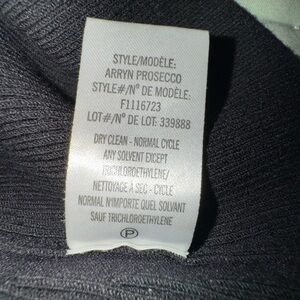 STYLE/MODÈLE:
ARRYN PROSECCO
STYLE#/N° DE MODÈLE:
F1116723
LOT#/N° DE LOT: 339888
DRY CLEAN - NORMAL CYCLE
ANY SOLVENT EXCEPT
TRICHLOROETHYLENE/
NETTOYAGE A SEC - CYCLE
NORMAL N'IMPORTE QUEL SOLVANT
SAUF TRICHLOROETHYLENE
P